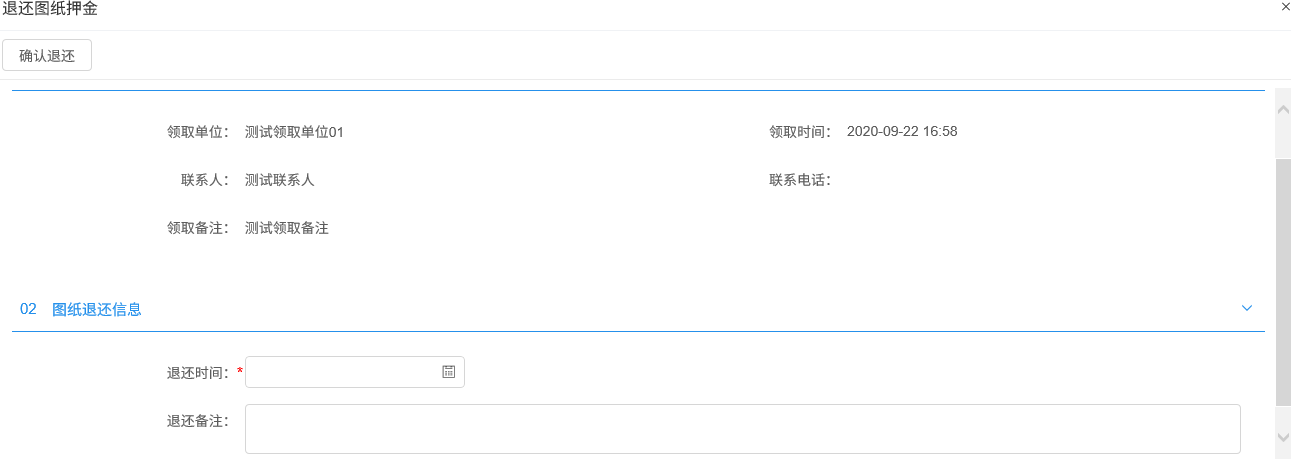 退还图纸押金
确认退还
领取单位： 测试领取单位01 领取时间： 2020-09-22 16:58
联系人： 测试联系人 联系电话：
领取备注： 测试领取备注
02 图纸退还信息
退还时间：*
退还备注：